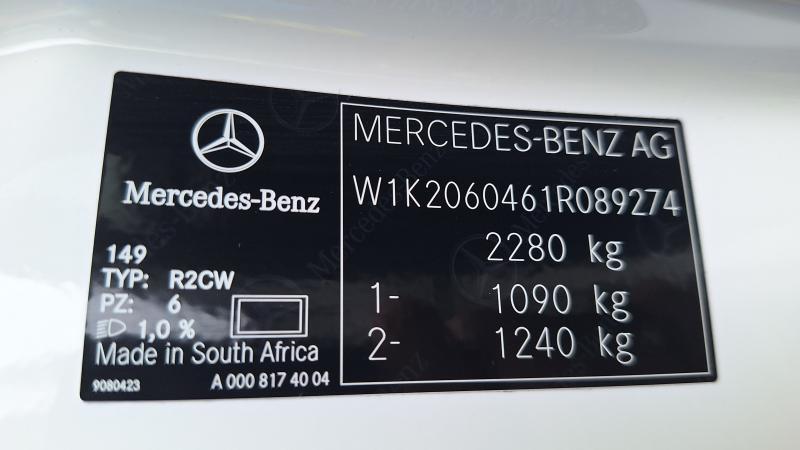 Mercedes-Benz
149
TYP: R2CW
PZ: 6
1,0 %
Made in South Africa
9080423 A 000 817 40 04
MERCEDES-BENZ AG
W1K2060461R089274
2280 kg
1- 1090 kg
2- 1240 kg